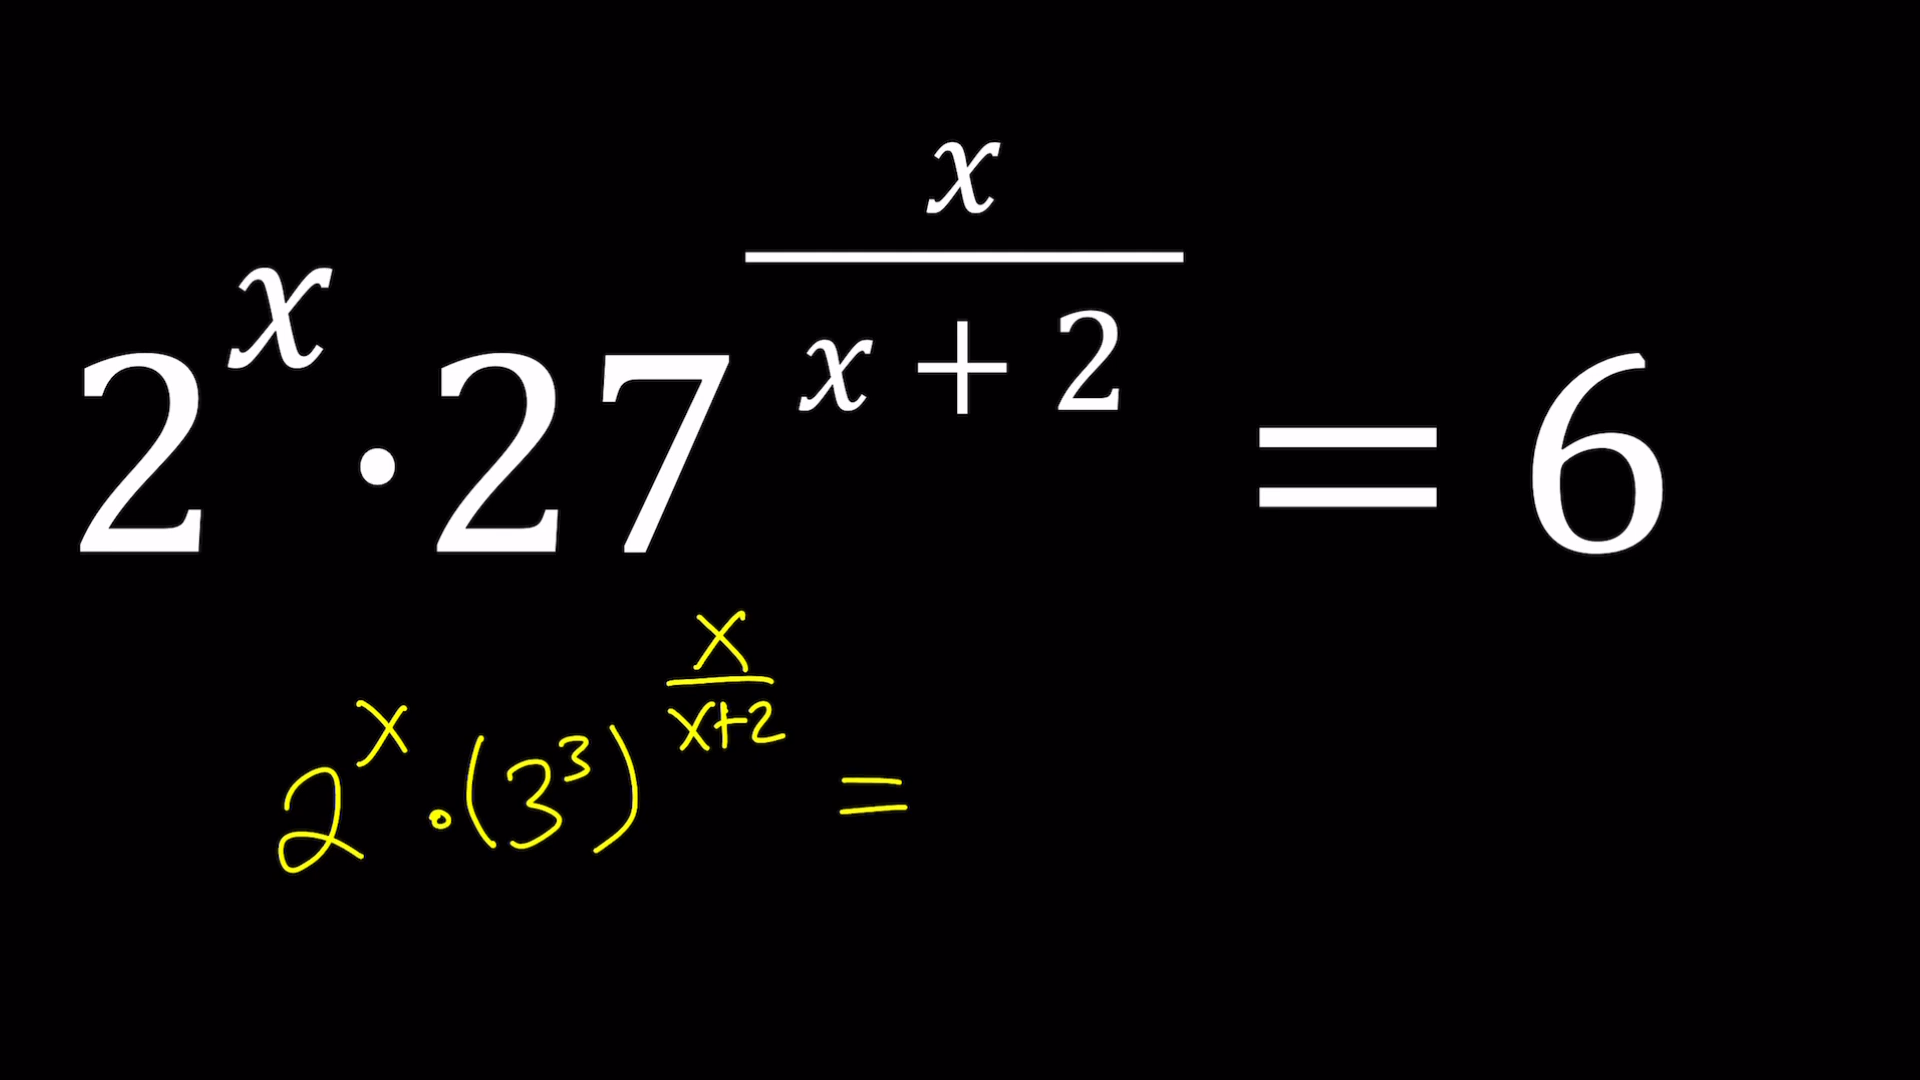 2^x · 27^(x/(x+2)) = 6
2^x · (3^3)^(x/(x+2)) =